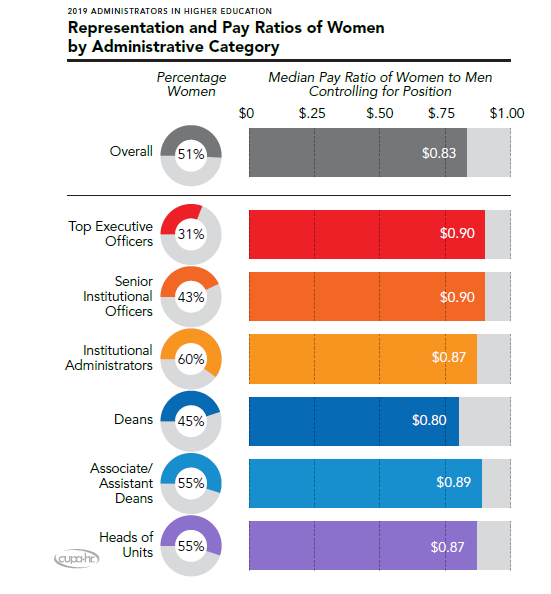 2019 ADMINISTRATORS IN HIGHER EDUCATION
Representation and Pay Ratios of Women
by Administrative Category
Percentage
Women
Median Pay Ratio of Women to Men
Controlling for Position
$0 $.25 $.50 $.75 $1.00
Overall 51% $0.83
Top Executive
Officers
31% $0.90
Senior
Institutional
Officers
43% $0.90
Institutional
Administrators
60% $0.87
Deans 45% $0.80
Associate/
Assistant
Deans
55% $0.89
Heads of
Units
55% $0.87
cupa-hr